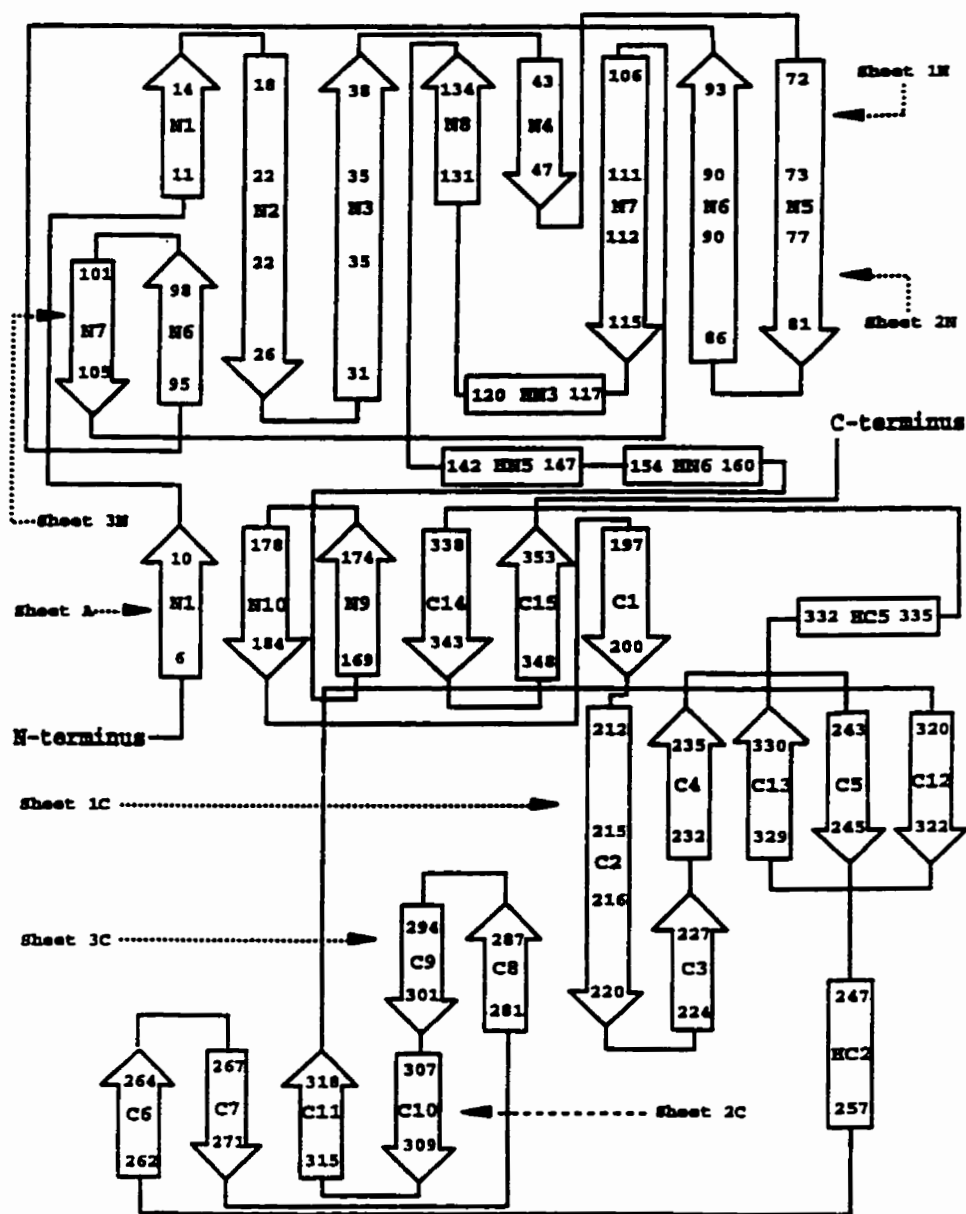 14 18 38 134 43 106 93 72 Sheet 1N
N1 N2 N3 N8 N4 N7 N6 N5
11 22 35 131 47 111 90 73
22 35 112 90 77
101 98 Sheet 2N
N7 N6
105 95 26 31 115 86 81
120 HN3 117
C-terminus
142 HN5 147 154 HN6 160
Sheet 3N
10 178 174 338 353 197
Sheet A N1 N10 N9 C14 C15 C1 332 HC5 335
6 184 169 343 348 200
N-terminus
212 235 330 243 320
Sheet 1C C4 C13 C5 C12
215 232 329 245 322
C2
216
Sheet 3C 294 287 227
C9 C8 C3
301 281 220 224 247
HC2
257
264 267 318 307
C6 C7 C11 C10 Sheet 2C
262 271 315 309